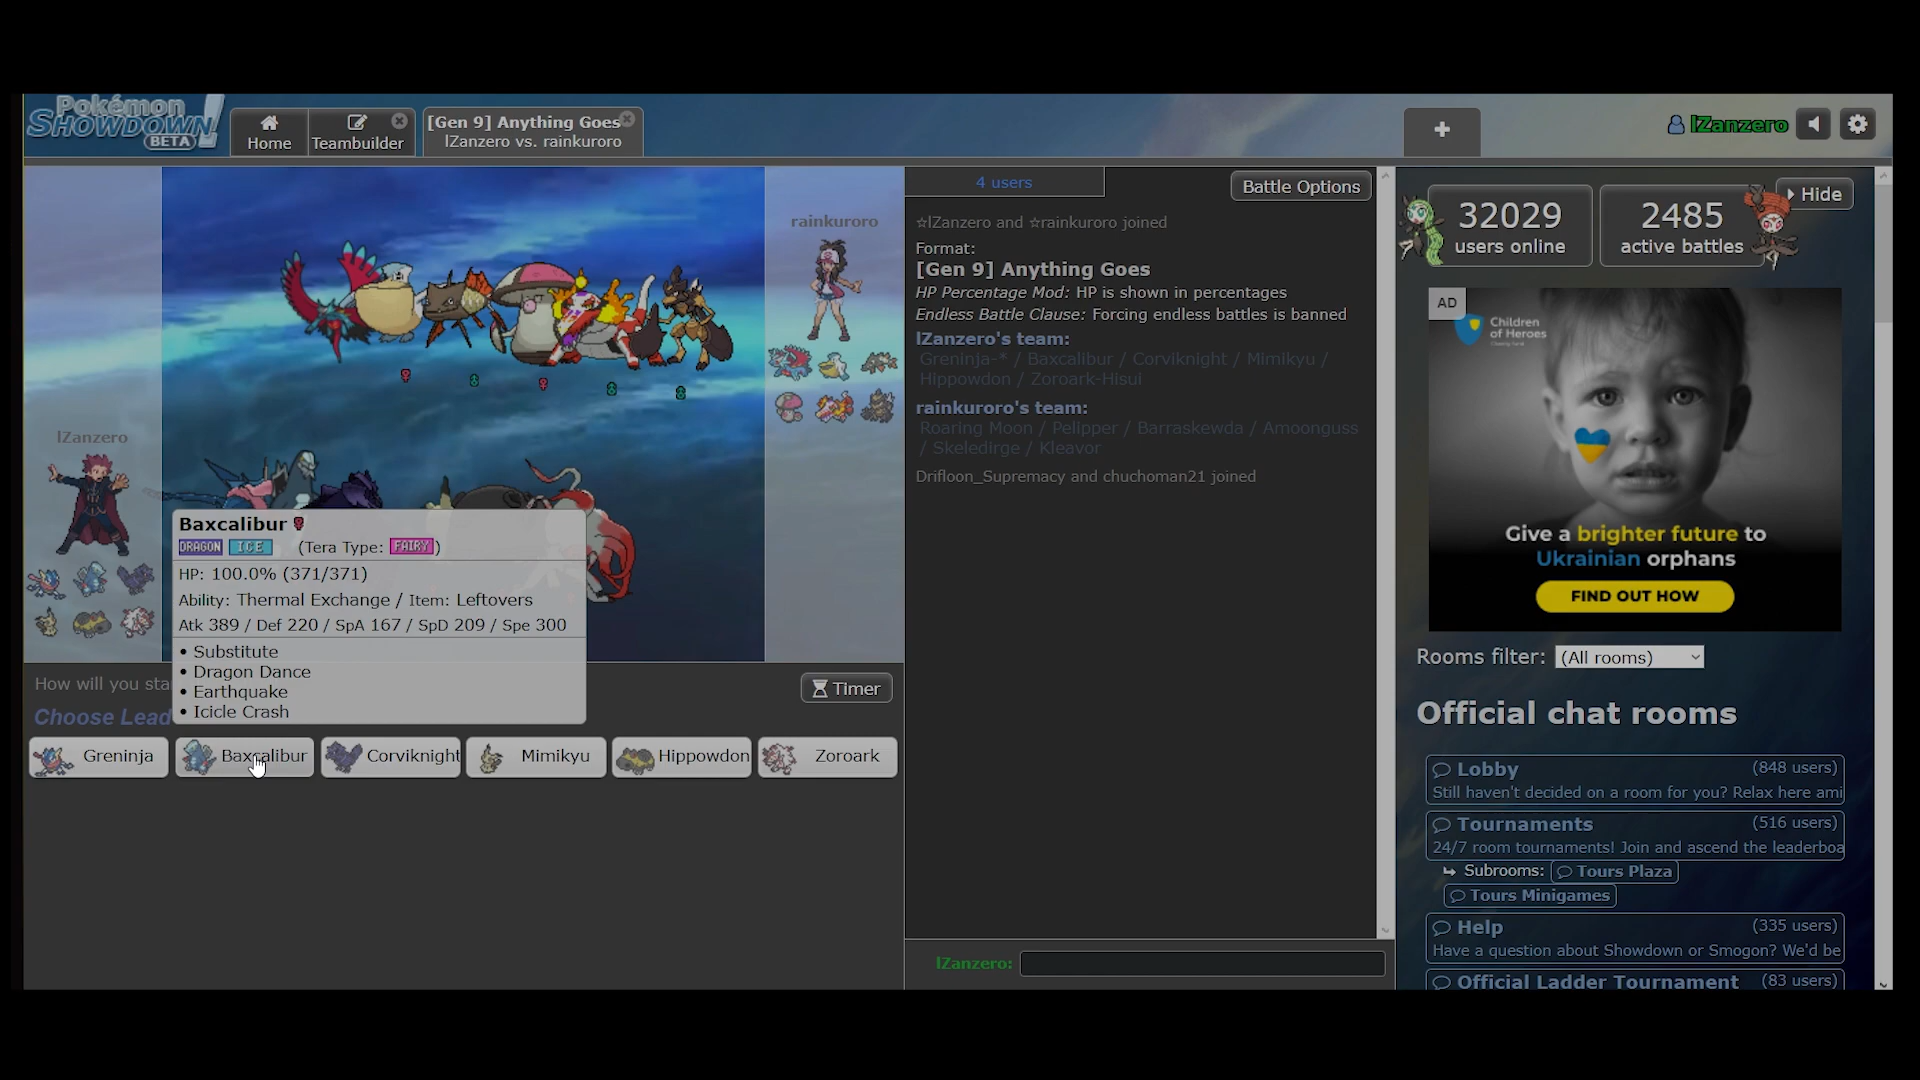 Pokémon
SHOWDOWN!
BETA
Home
Teambuilder
[Gen 9] Anything Goes
lZanzero vs. rainkuroro
+
lZanzero
rainkuroro
lZanzero
Baxcalibur
DRAGON ICE (Tera Type: FAIRY)
HP: 100.0% (371/371)
Ability: Thermal Exchange / Item: Leftovers
Atk 389 / Def 220 / SpA 167 / SpD 209 / Spe 300
• Substitute
• Dragon Dance
• Earthquake
• Icicle Crash
How will you sta
Timer
Choose Lead
Greninja
Baxcalibur
Corviknight
Mimikyu
Hippowdon
Zoroark
4 users
Battle Options
☆lZanzero and ☆rainkuroro joined
Format:
[Gen 9] Anything Goes
HP Percentage Mod: HP is shown in percentages
Endless Battle Clause: Forcing endless battles is banned
lZanzero's team:
Greninja-* / Baxcalibur / Corviknight / Mimikyu /
Hippowdon / Zoroark-Hisui
rainkuroro's team:
Roaring Moon / Pelipper / Barraskewda / Amoonguss
/ Skeledirge / Kleavor
Drifloon_Supremacy and chuchoman21 joined
lZanzero:
32029
users online
2485
active battles
Hide
AD
Children
of Heroes
Give a brighter future to
Ukrainian orphans
FIND OUT HOW
Rooms filter: (All rooms)
Official chat rooms
Lobby (848 users)
Still haven't decided on a room for you? Relax here ami
Tournaments (516 users)
24/7 room tournaments! Join and ascend the leaderboa
Subrooms: Tours Plaza
Tours Minigames
Help (335 users)
Have a question about Showdown or Smogon? We'd be
Official Ladder Tournament (83 users)